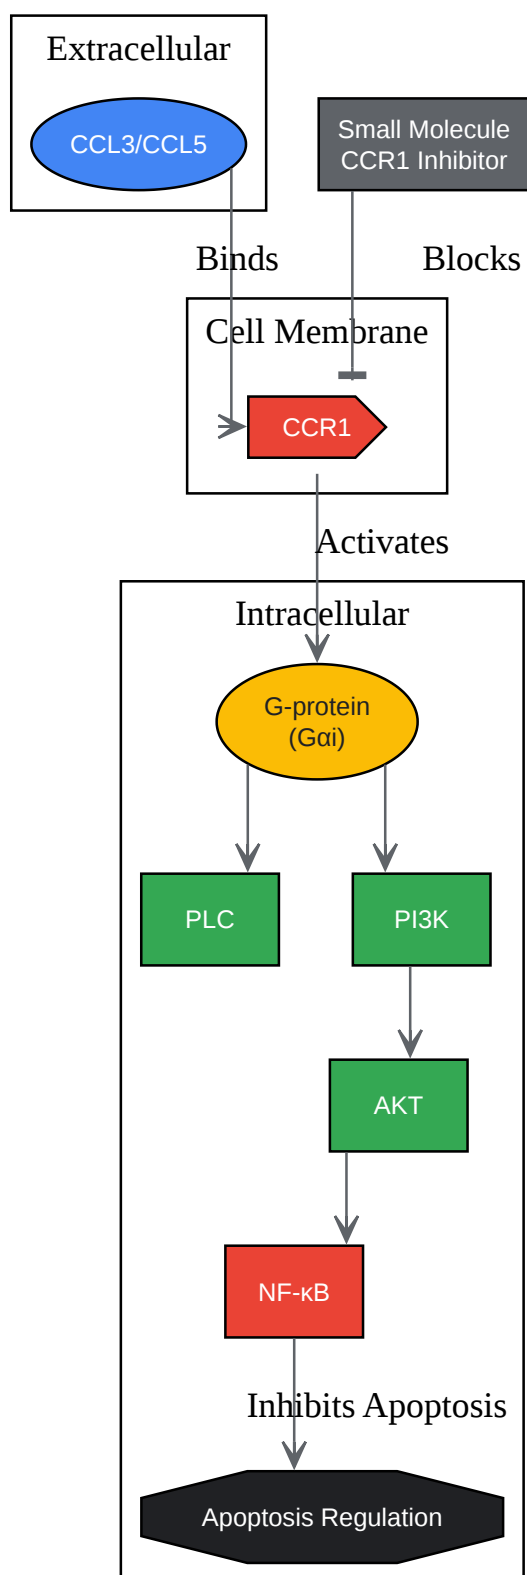 Extracellular
CCL3/CCL5
Small Molecule
CCR1 Inhibitor
Binds
Blocks
Cell Membrane
CCR1
Activates
Intracellular
G-protein
(Gαi)
PLC
PI3K
AKT
NF-κB
Inhibits Apoptosis
Apoptosis Regulation